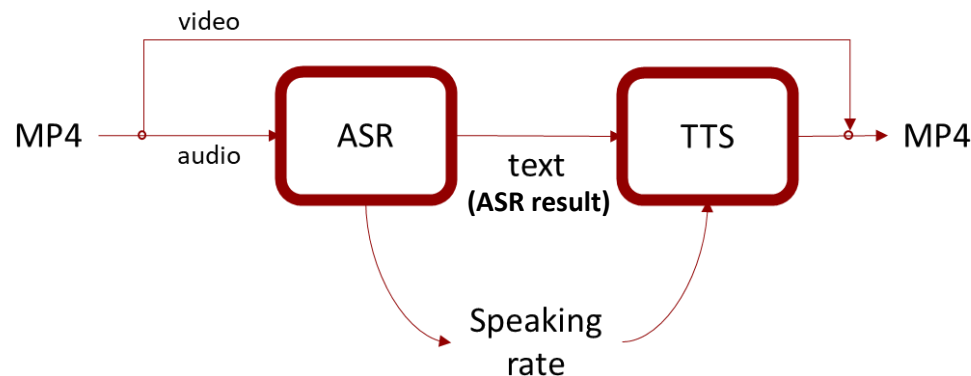 video
MP4
ASR
TTS
MP4
audio
text
(ASR result)
Speaking
rate